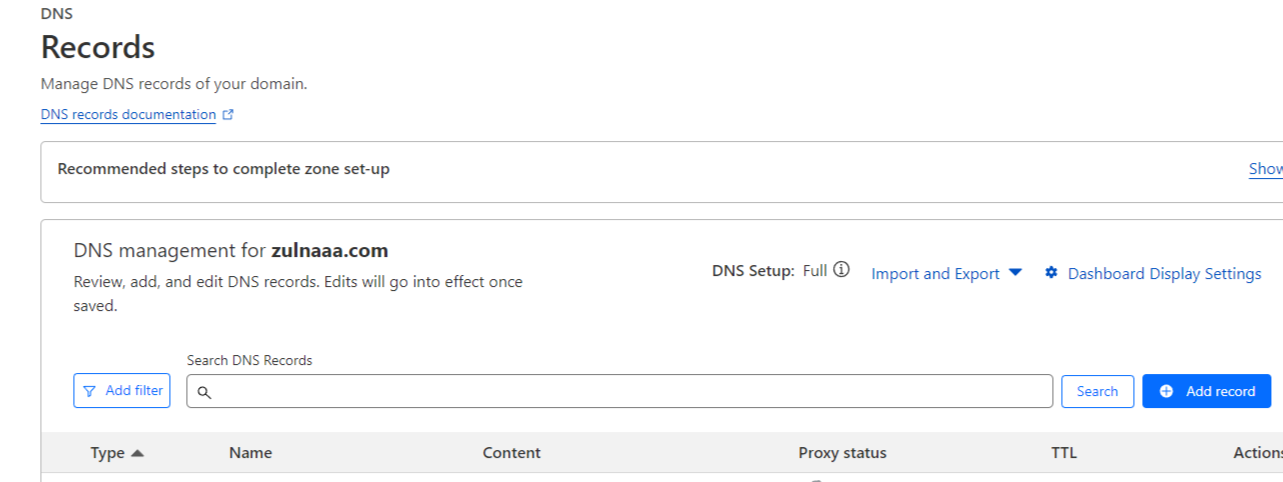 DNS
Records
Manage DNS records of your domain.
DNS records documentation
Recommended steps to complete zone set-up
Show
DNS management for zulnaaa.com
Review, add, and edit DNS records. Edits will go into effect once
saved.
DNS Setup: Full
Import and Export
Dashboard Display Settings
Search DNS Records
Add filter
Search
Add record
Type Name Content Proxy status TTL Actions